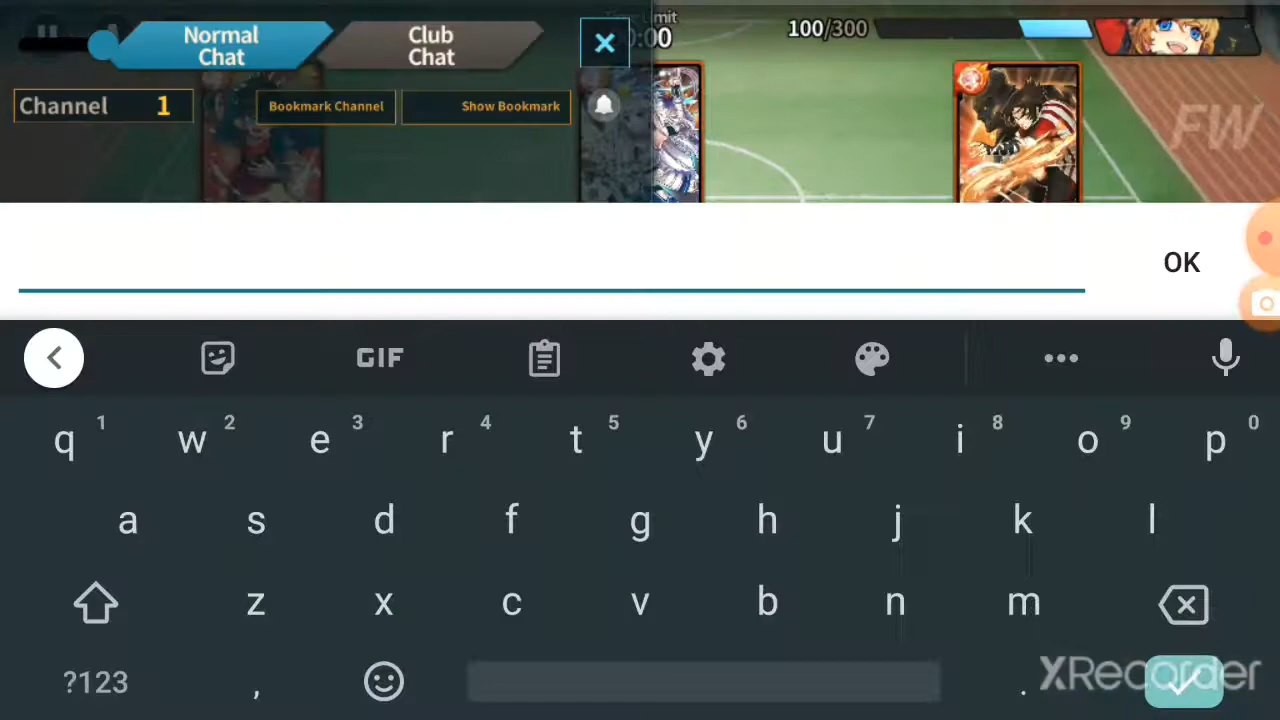 Normal
Chat
Club
Chat
100/300
FW
Channel 1
Bookmark Channel
Show Bookmark
OK
GIF
q 1 w 2 e 3 r 4 t 5 y 6 u 7 i 8 o 9 p 0
a s d f g h j k l
z x c v b n m
?123 , .
XRecorder